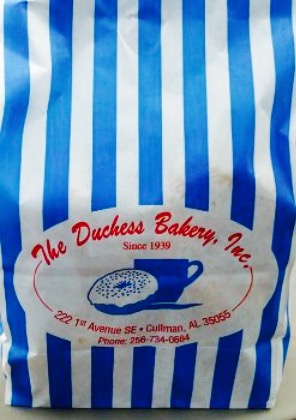 The Duchess Bakery, Inc.
Since 1939
222 1st Avenue SE • Cullman, AL 35055
Phone: 256-734-0684